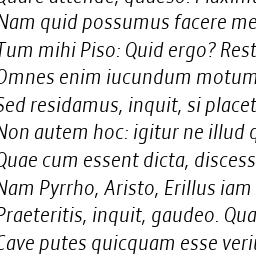 Quare attende, quaeso.
Nam quid possumus facere me
Tum mihi Piso: Quid ergo? Rest
Omnes enim iucundum motum
Sed residamus, inquit, si placet
Non autem hoc: igitur ne illud q
Quae cum essent dicta, discess
Nam Pyrrho, Aristo, Erillus iam
Praeteritis, inquit, gaudeo. Qua
Cave putes quicquam esse veri